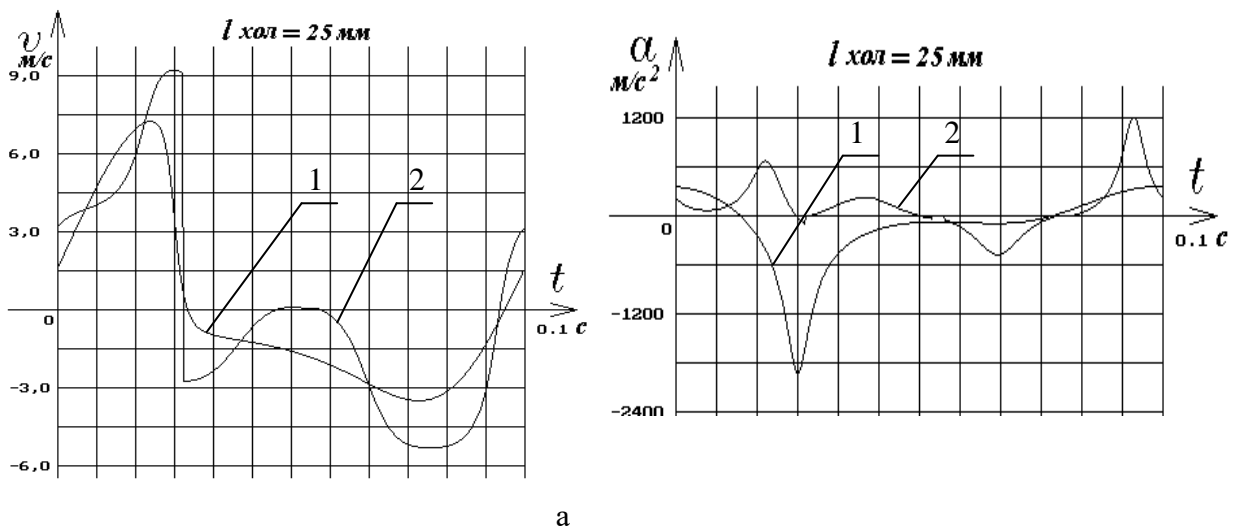 υ
м/с
l хол = 25 мм
9,0
6,0
3,0
0
-3,0
-6,0
1
2
t
0.1 с
a
м/с²
l хол = 25 мм
1200
0
-1200
-2400
1
2
t
0.1 с
а